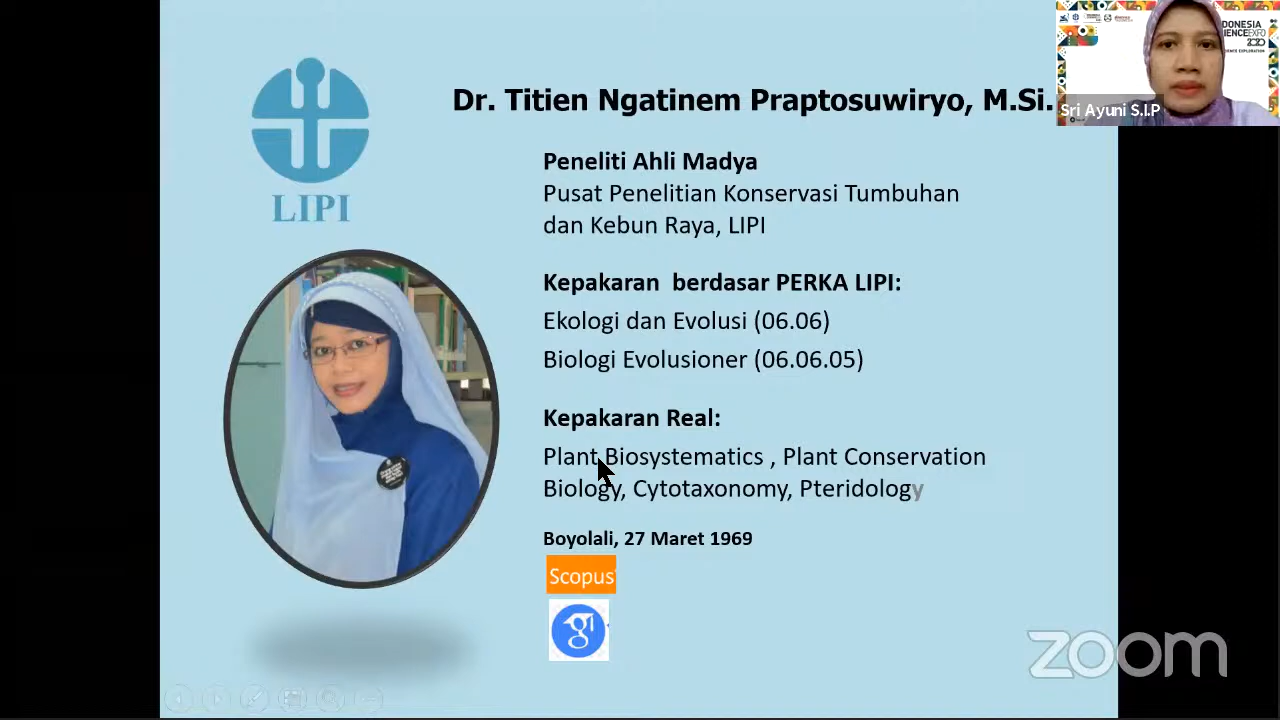 Dr. Titien Ngatinem Praptosuwiryo, M.Si.
Sri Ayuni S.I.P
LIPI
Peneliti Ahli Madya
Pusat Penelitian Konservasi Tumbuhan
dan Kebun Raya, LIPI
Kepakaran berdasar PERKA LIPI:
Ekologi dan Evolusi (06.06)
Biologi Evolusioner (06.06.05)
Kepakaran Real:
Plant Biosystematics , Plant Conservation
Biology, Cytotaxonomy, Pteridology
Boyolali, 27 Maret 1969
Scopus
g
zoom